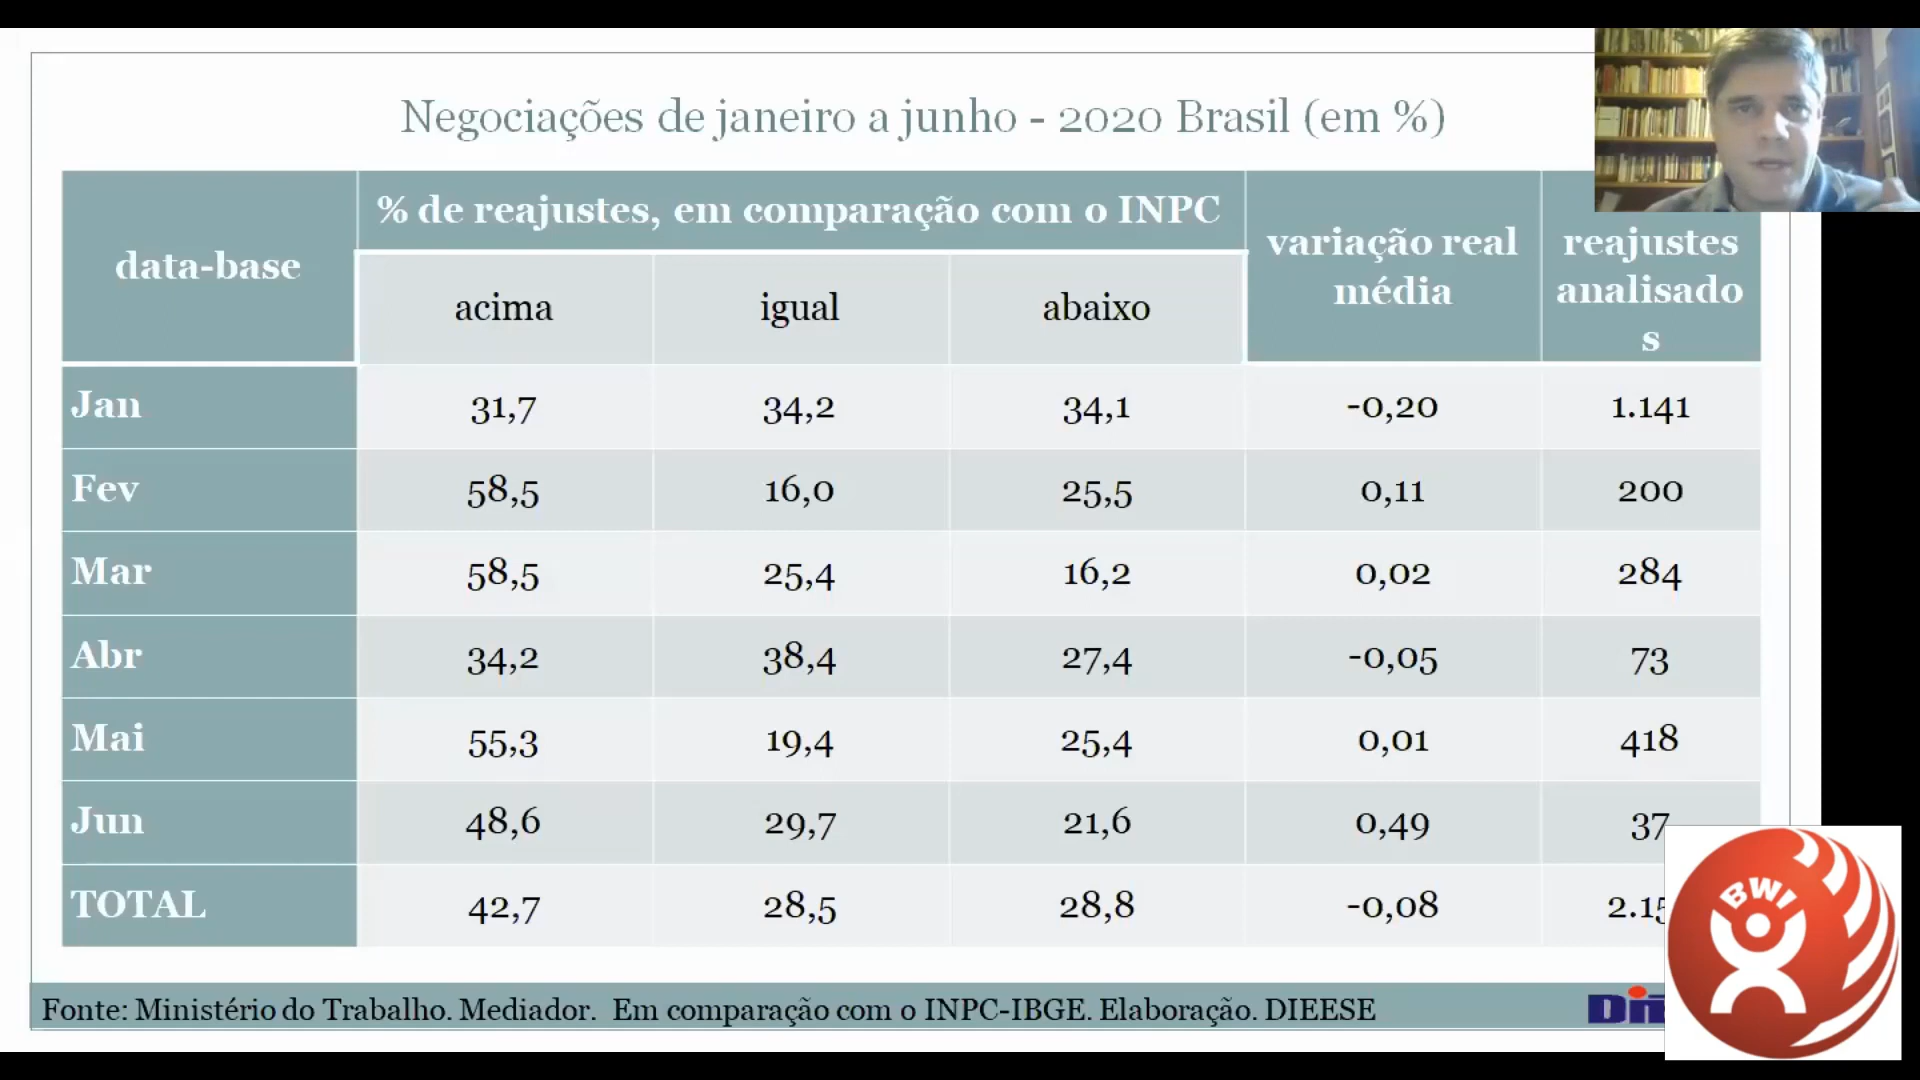 Negociações de janeiro a junho - 2020 Brasil (em %)
data-base
% de reajustes, em comparação com o INPC
variação real
média
reajustes
analisado
s
acima igual abaixo
Jan 31,7 34,2 34,1 -0,20 1.141
Fev 58,5 16,0 25,5 0,11 200
Mar 58,5 25,4 16,2 0,02 284
Abr 34,2 38,4 27,4 -0,05 73
Mai 55,3 19,4 25,4 0,01 418
Jun 48,6 29,7 21,6 0,49 37
TOTAL 42,7 28,5 28,8 -0,08
BWI
Fonte: Ministério do Trabalho. Mediador. Em comparação com o INPC-IBGE. Elaboração. DIEESE